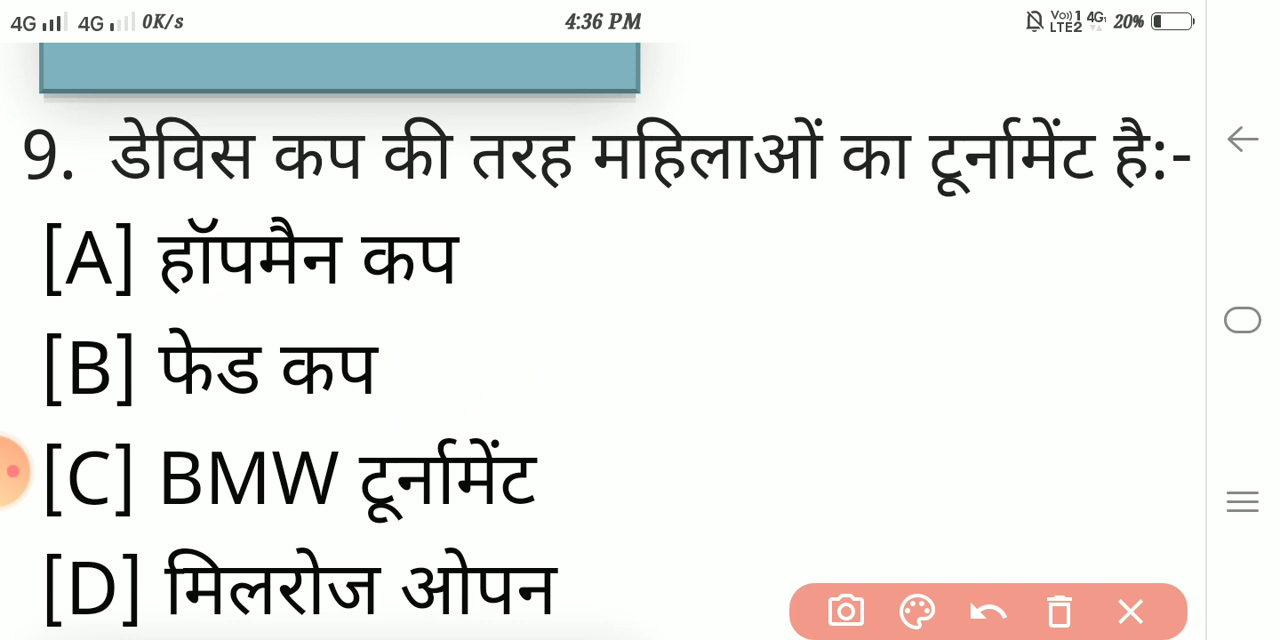 4G 4G 0K/s 4:36 PM Vo)) 1 4G LTE2 20%
9. डेविस कप की तरह महिलाओं का टूर्नामेंट है:-
[A] हॉपमैन कप
[B] फेड कप
[C] BMW टूर्नामेंट
[D] मिलरोज ओपन